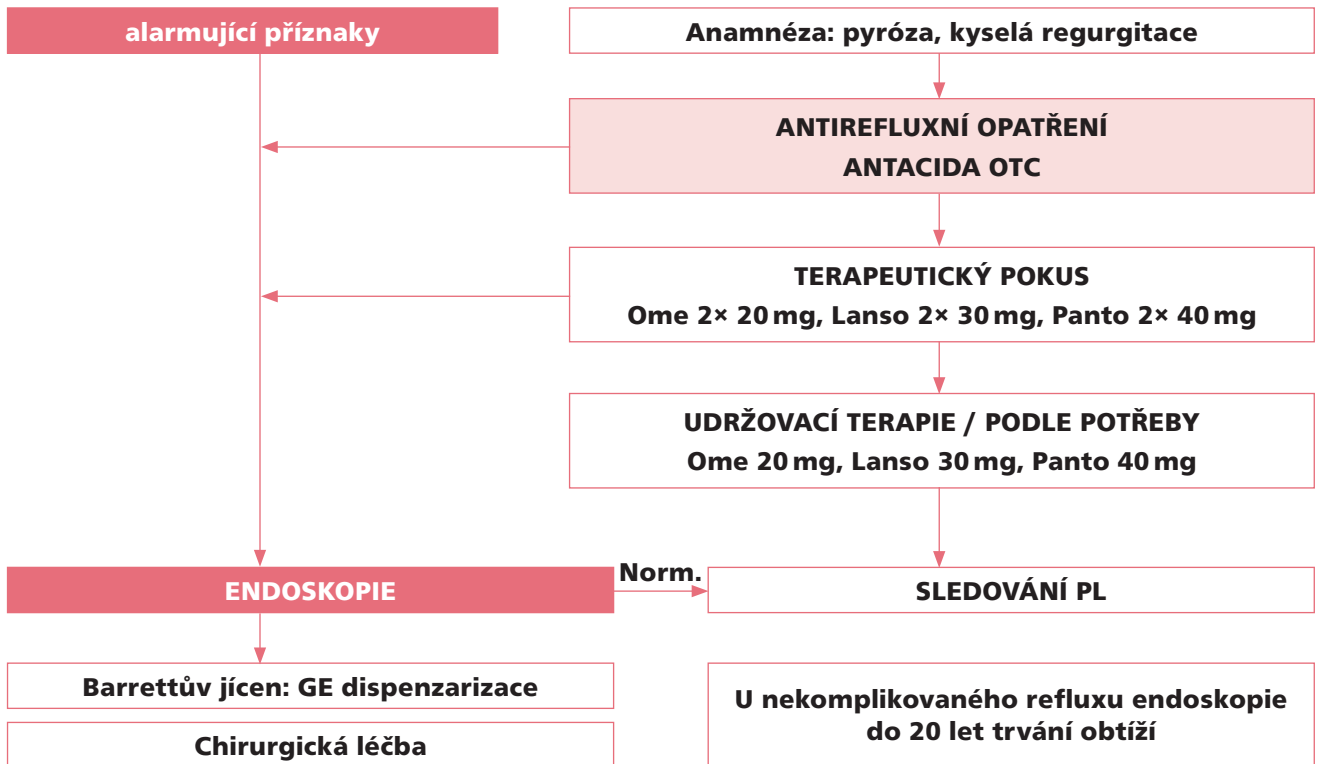 alarmující příznaky
Anamnéza: pyróza, kyselá regurgitace
ANTIREFLUXNÍ OPATŘENÍ
ANTACIDA OTC
TERAPEUTICKÝ POKUS
Ome 2× 20 mg, Lanso 2× 30 mg, Panto 2× 40 mg
UDRŽOVACÍ TERAPIE / PODLE POTŘEBY
Ome 20 mg, Lanso 30 mg, Panto 40 mg
ENDOSKOPIE
Norm.
SLEDOVÁNÍ PL
Barrettův jícen: GE dispenzarizace
Chirurgická léčba
U nekomplikovaného refluxu endoskopie
do 20 let trvání obtíží